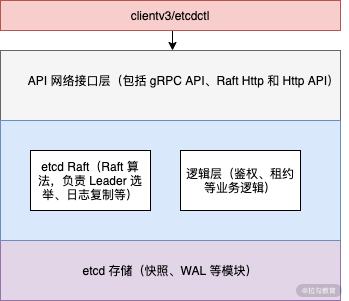 clientv3/etcdctl
API 网络接口层（包括 gRPC API、Raft Http 和 Http API）
etcd Raft（Raft 算
法，负责 Leader 选
举、日志复制等）
逻辑层（鉴权、租约
等业务逻辑）
etcd 存储（快照、WAL 等模块）
@拉勾教育